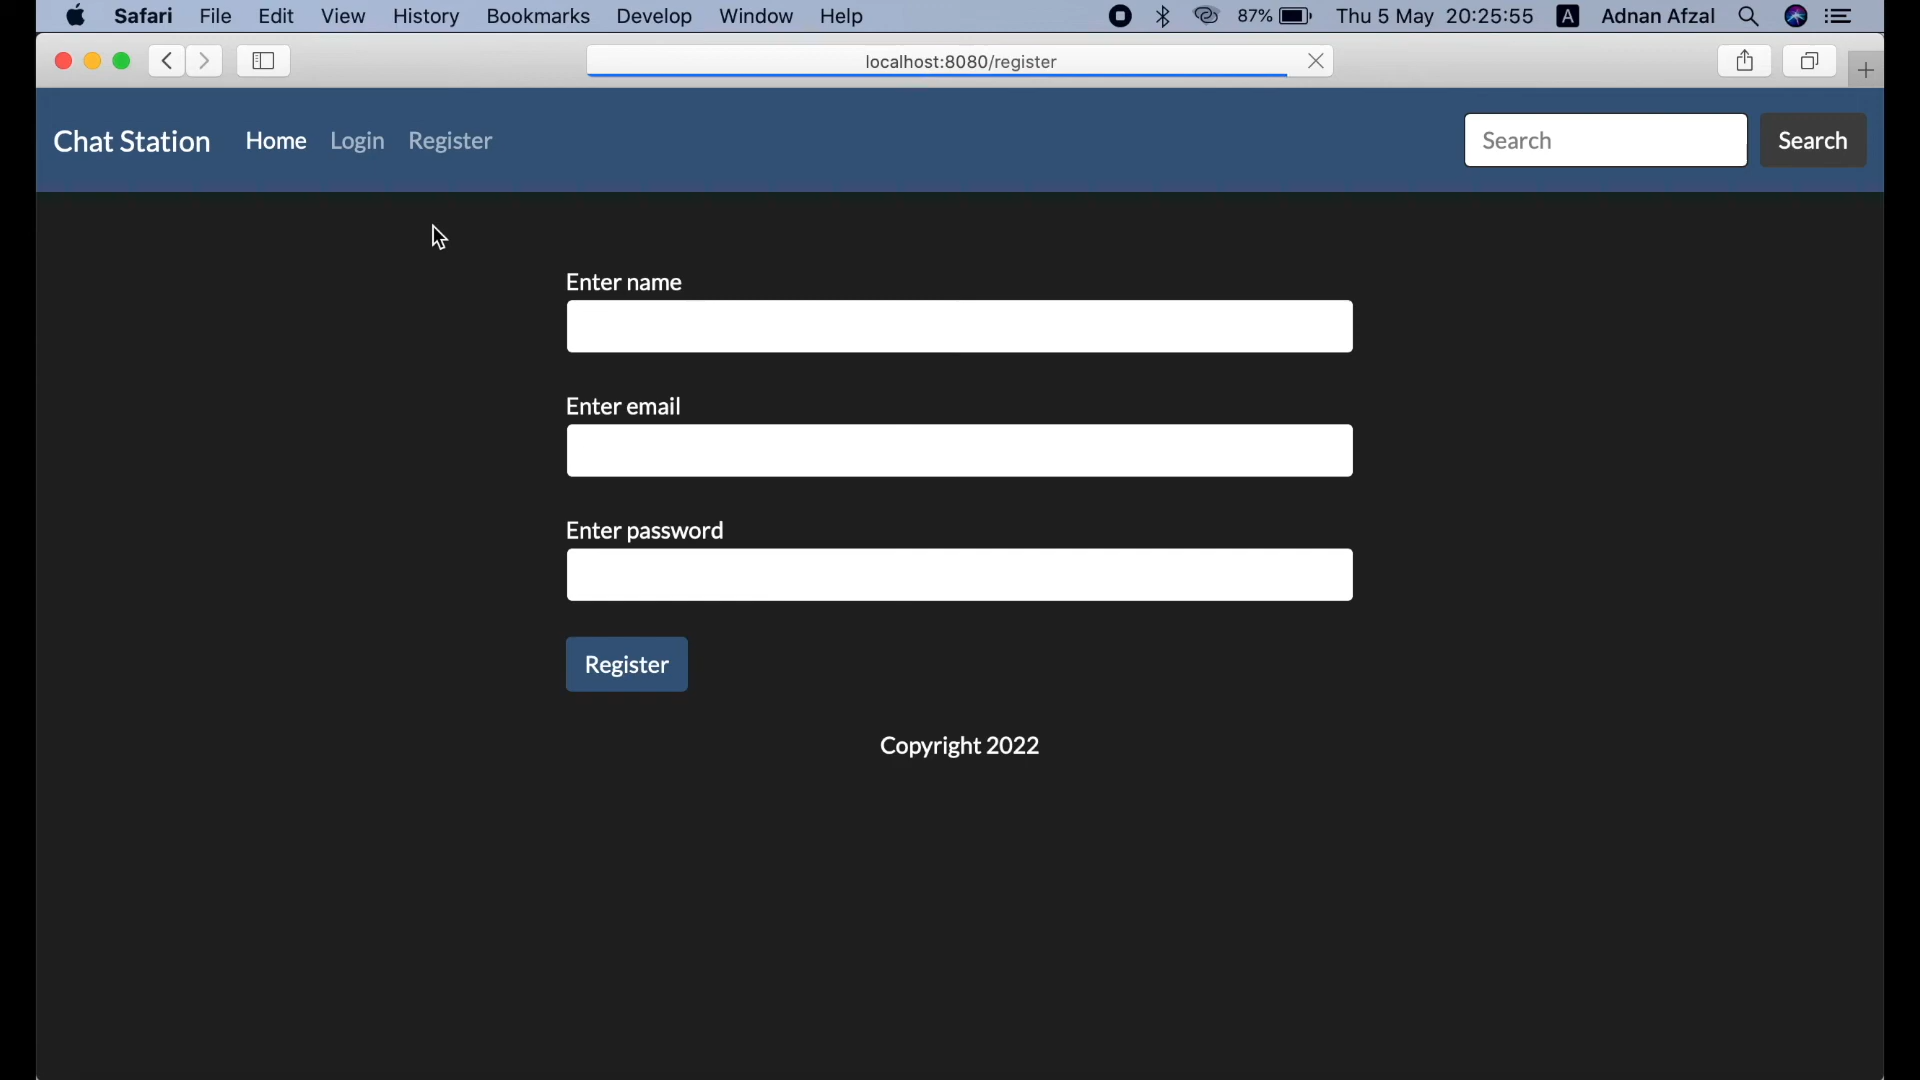 Safari File Edit View History Bookmarks Develop Window Help 87% Thu 5 May 20:25:55 A Adnan Afzal
localhost:8080/register
Chat Station Home Login Register Search Search
Enter name
Enter email
Enter password
Register
Copyright 2022